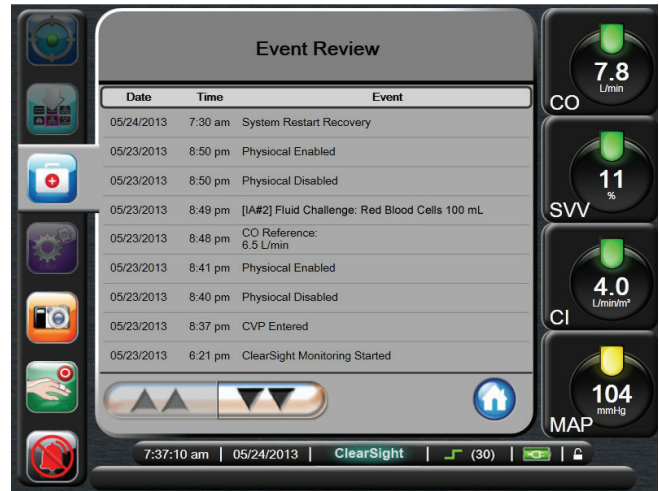 Event Review
Date Time Event
05/24/2013 7:30 am System Restart Recovery
05/23/2013 8:50 pm Physiocal Enabled
05/23/2013 8:50 pm Physiocal Disabled
05/23/2013 8:49 pm [IA#2] Fluid Challenge: Red Blood Cells 100 mL
05/23/2013 8:48 pm CO Reference:
6.5 L/min
05/23/2013 8:41 pm Physiocal Enabled
05/23/2013 8:40 pm Physiocal Disabled
05/23/2013 8:37 pm CVP Entered
05/23/2013 6:21 pm ClearSight Monitoring Started
7.8
L/min
CO
11
%
SVV
4.0
L/min/m²
CI
104
mmHg
MAP
7:37:10 am | 05/24/2013 | ClearSight | (30) |